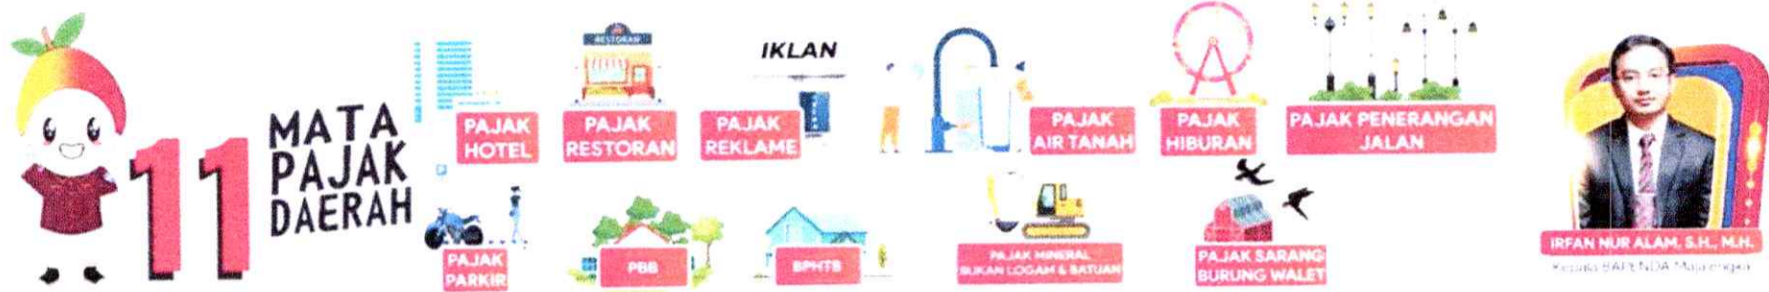 11
MATA
PAJAK
DAERAH
PAJAK
HOTEL
RESTORAN
PAJAK
RESTORAN
IKLAN
PAJAK
REKLAME
PAJAK
AIR TANAH
PAJAK
HIBURAN
PAJAK PENERANGAN
JALAN
PAJAK
PARKIR
PBB
BPHTB
PAJAK MINERAL
BUKAN LOGAM & BATUAN
PAJAK SARANG
BURUNG WALET
IRFAN NUR ALAM, S.H., M.H.
Kepala BAPENDA Majalengka